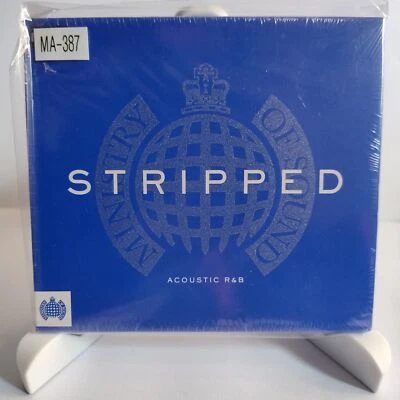 MA-387
MINISTRY OF SOUND
STRIPPED
ACOUSTIC R&B